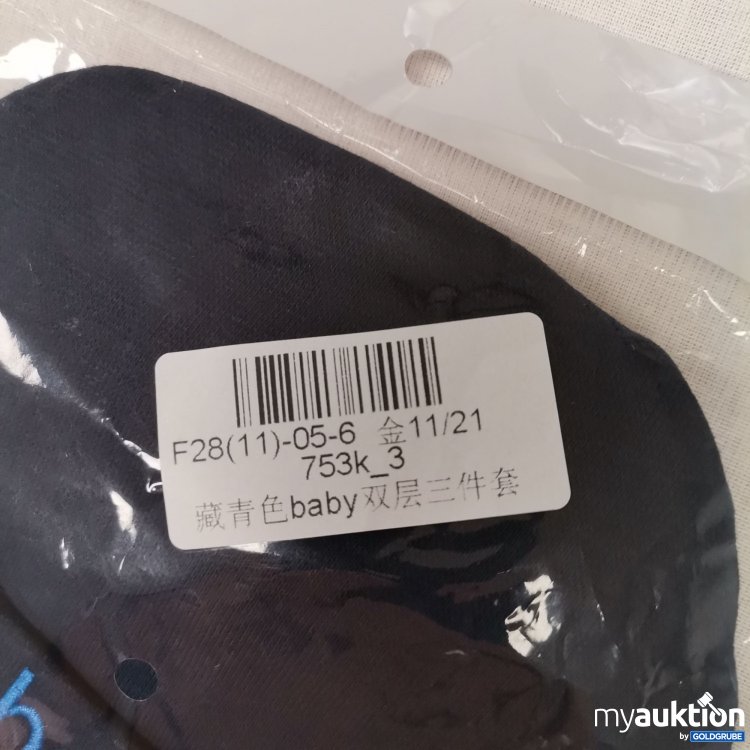 F28(11)-05-6 金11/21
753k_3
藏青色baby双层三件套
myauktion
by GOLDGRUBE